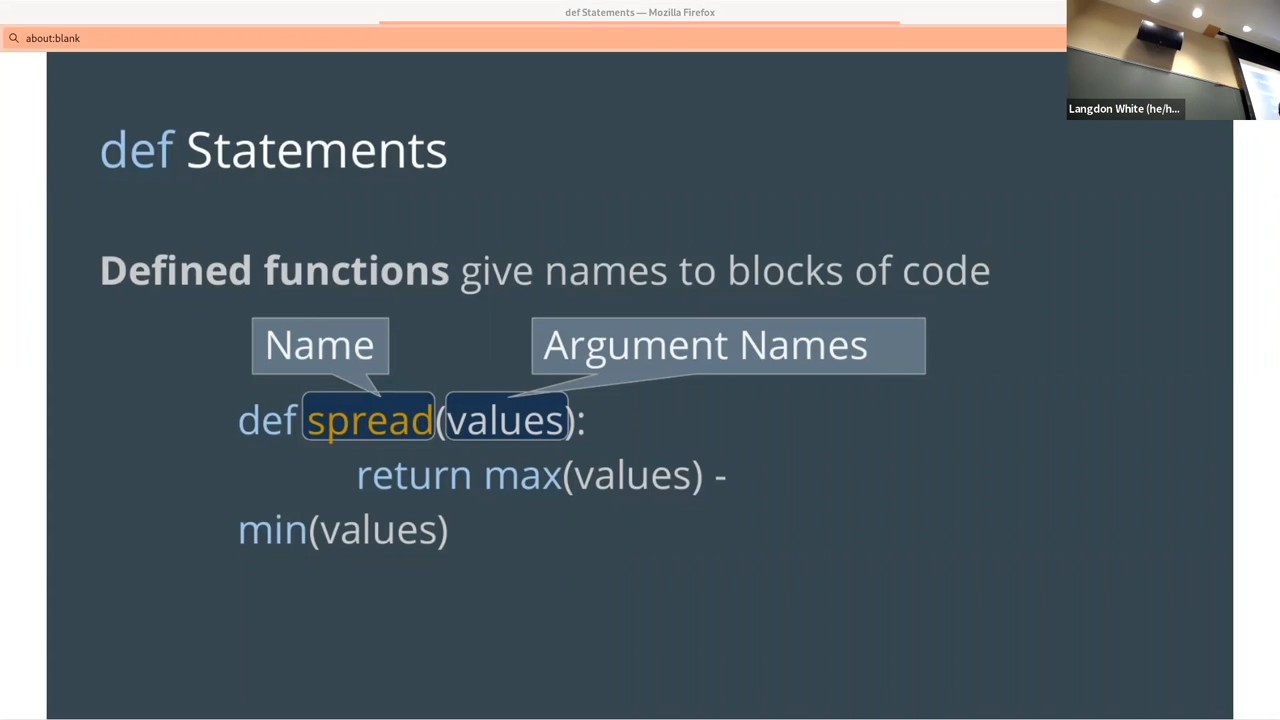 def Statements — Mozilla Firefox
about:blank
Langdon White (he/h...
def Statements
Defined functions give names to blocks of code
Name
Argument Names
def spread(values):
return max(values) -
min(values)